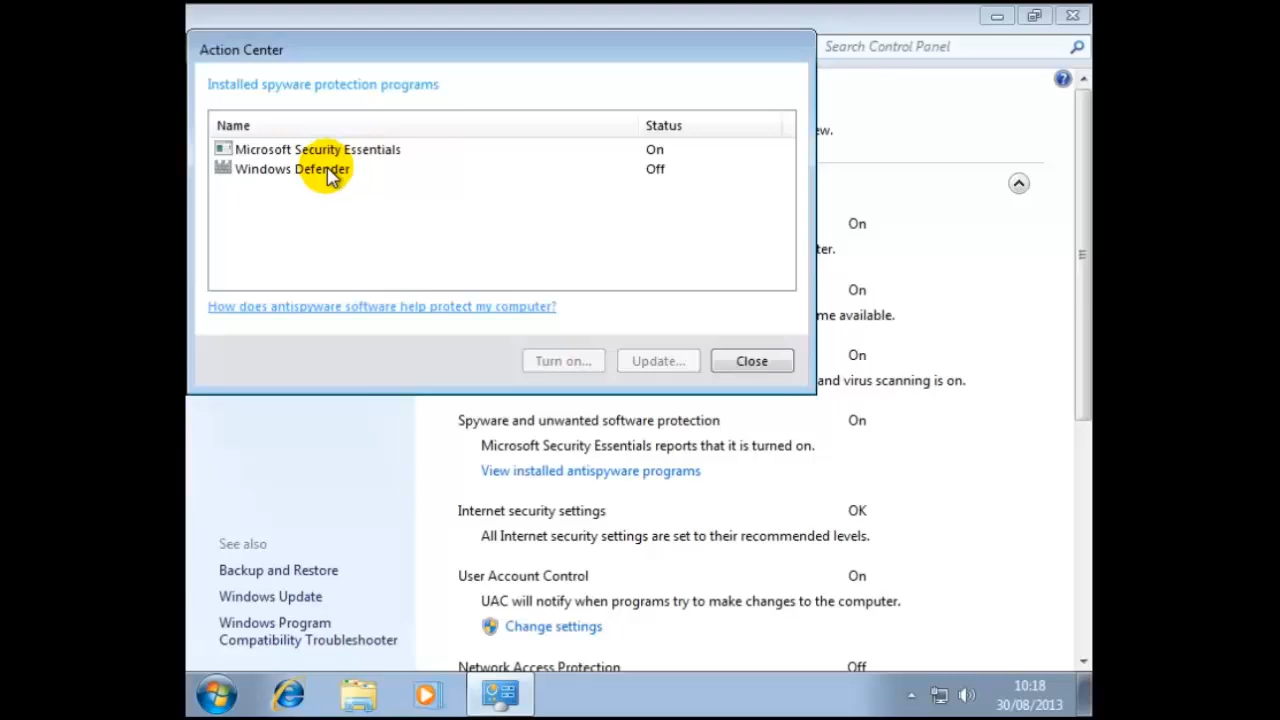 Action Center
Search Control Panel
Installed spyware protection programs
Name Status
Microsoft Security Essentials On
Windows Defender Off
How does antispyware software help protect my computer?
Turn on... Update... Close
ew.
On
ter.
On
me available.
On
and virus scanning is on.
Spyware and unwanted software protection On
Microsoft Security Essentials reports that it is turned on.
View installed antispyware programs
Internet security settings OK
All Internet security settings are set to their recommended levels.
User Account Control On
UAC will notify when programs try to make changes to the computer.
Change settings
Network Access Protection Off
See also
Backup and Restore
Windows Update
Windows Program
Compatibility Troubleshooter
10:18
30/08/2013